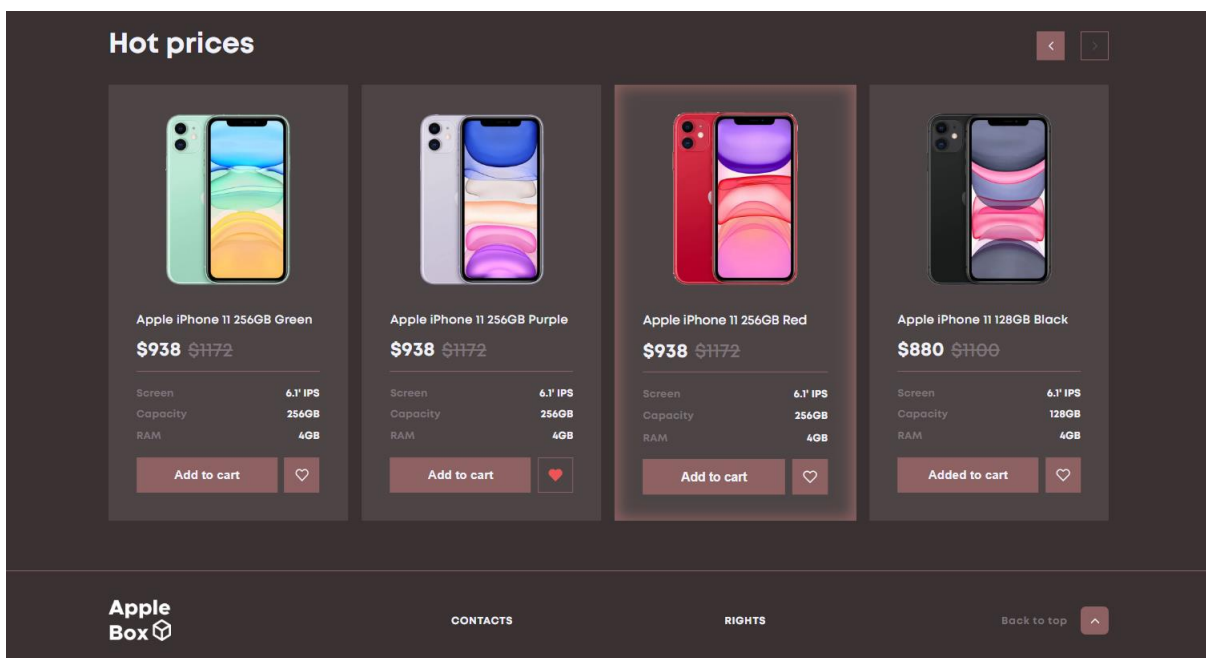 Hot prices
Apple iPhone 11 256GB Green
$938 $1172
Screen 6.1' IPS
Capacity 256GB
RAM 4GB
Add to cart
Apple iPhone 11 256GB Purple
$938 $1172
Screen 6.1' IPS
Capacity 256GB
RAM 4GB
Add to cart
Apple iPhone 11 256GB Red
$938 $1172
Screen 6.1' IPS
Capacity 256GB
RAM 4GB
Add to cart
Apple iPhone 11 128GB Black
$880 $1100
Screen 6.1' IPS
Capacity 128GB
RAM 4GB
Added to cart
Apple
Box
CONTACTS
RIGHTS
Back to top